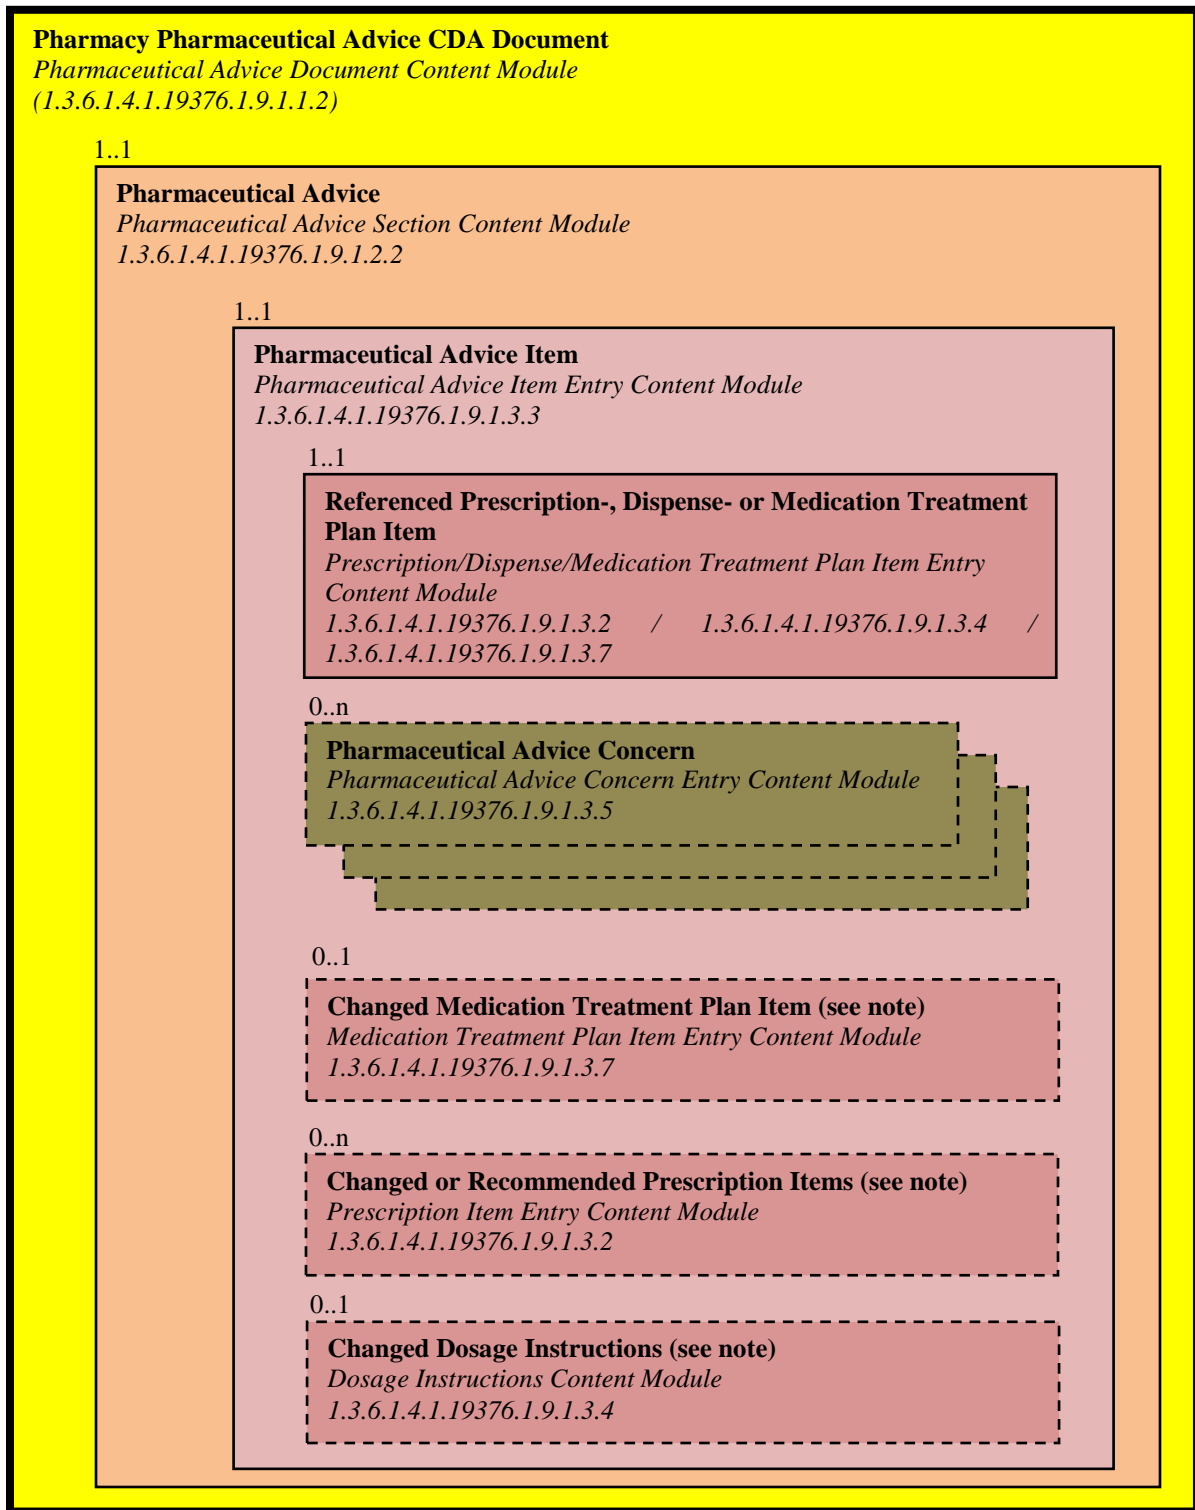 Pharmacy Pharmaceutical Advice CDA Document
Pharmaceutical Advice Document Content Module
(1.3.6.1.4.1.19376.1.9.1.1.2)
1..1
Pharmaceutical Advice
Pharmaceutical Advice Section Content Module
1.3.6.1.4.1.19376.1.9.1.2.2
1..1
Pharmaceutical Advice Item
Pharmaceutical Advice Item Entry Content Module
1.3.6.1.4.1.19376.1.9.1.3.3
1..1
Referenced Prescription-, Dispense- or Medication Treatment
Plan Item
Prescription/Dispense/Medication Treatment Plan Item Entry
Content Module
1.3.6.1.4.1.19376.1.9.1.3.2 / 1.3.6.1.4.1.19376.1.9.1.3.4 /
1.3.6.1.4.1.19376.1.9.1.3.7
0..n
Pharmaceutical Advice Concern
Pharmaceutical Advice Concern Entry Content Module
1.3.6.1.4.1.19376.1.9.1.3.5
0..1
Changed Medication Treatment Plan Item (see note)
Medication Treatment Plan Item Entry Content Module
1.3.6.1.4.1.19376.1.9.1.3.7
0..n
Changed or Recommended Prescription Items (see note)
Prescription Item Entry Content Module
1.3.6.1.4.1.19376.1.9.1.3.2
0..1
Changed Dosage Instructions (see note)
Dosage Instructions Content Module
1.3.6.1.4.1.19376.1.9.1.3.4